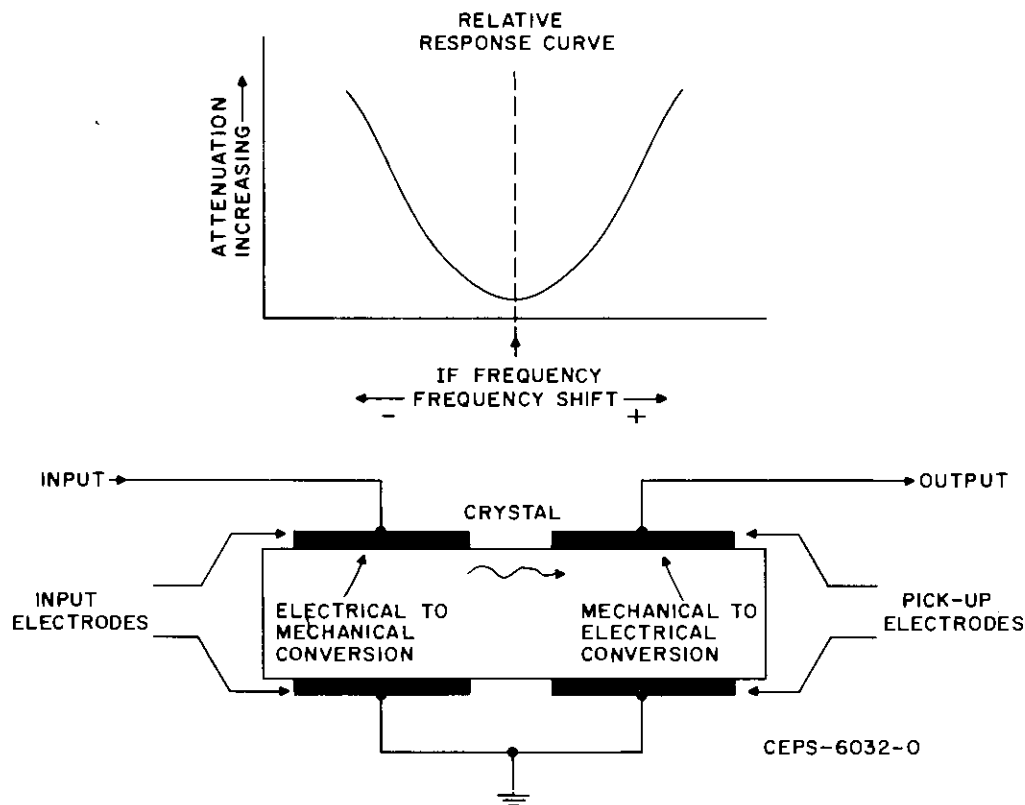 RELATIVE
RESPONSE CURVE
ATTENUATION
INCREASING
IF FREQUENCY
FREQUENCY SHIFT
- +
INPUT
OUTPUT
CRYSTAL
INPUT
ELECTRODES
ELECTRICAL TO
MECHANICAL
CONVERSION
MECHANICAL TO
ELECTRICAL
CONVERSION
PICK-UP
ELECTRODES
CEPS-6032-0